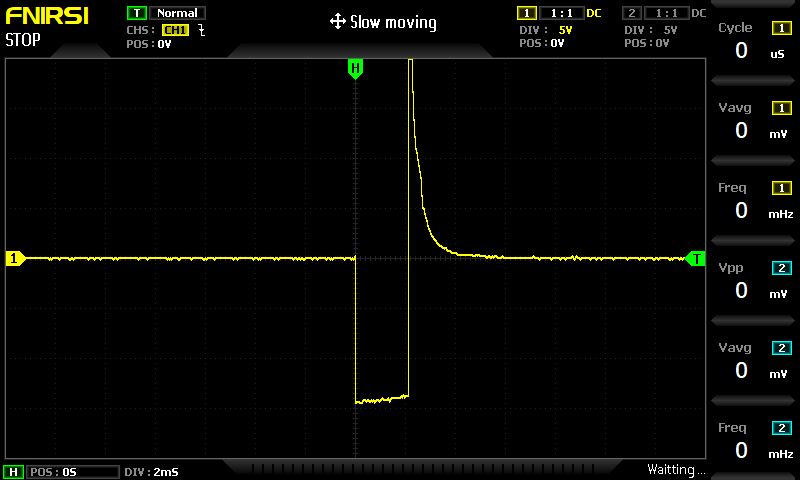 FNIRSI
STOP
T Normal
CHS: CH1
POS: 0V
Slow moving
1 1:1 DC
DIV: 5V
POS: 0V
2 1:1 DC
DIV: 5V
POS: 0V
H
1
T
Cycle 1
0 uS
Vavg 1
0 mV
Freq 1
0 mHz
Vpp 2
0 mV
Vavg 2
0 mV
Freq 2
0 mHz
H POS: 0S DIV: 2mS
Waitting...